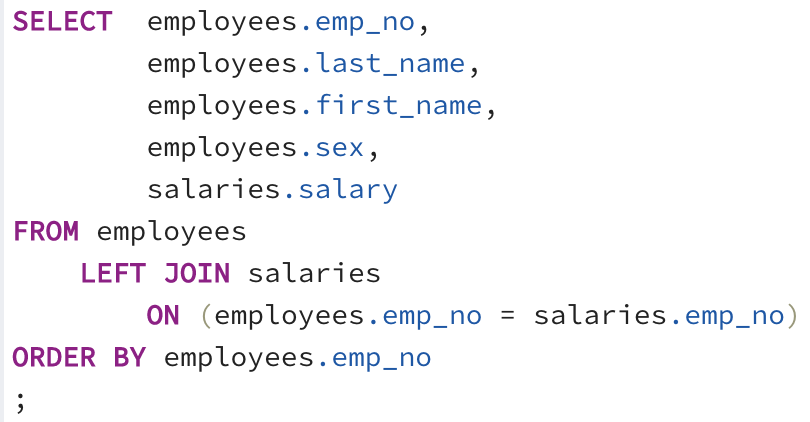 SELECT  employees.emp_no,
        employees.last_name,
        employees.first_name,
        employees.sex,
        salaries.salary
FROM employees
    LEFT JOIN salaries
        ON (employees.emp_no = salaries.emp_no)
ORDER BY employees.emp_no
;